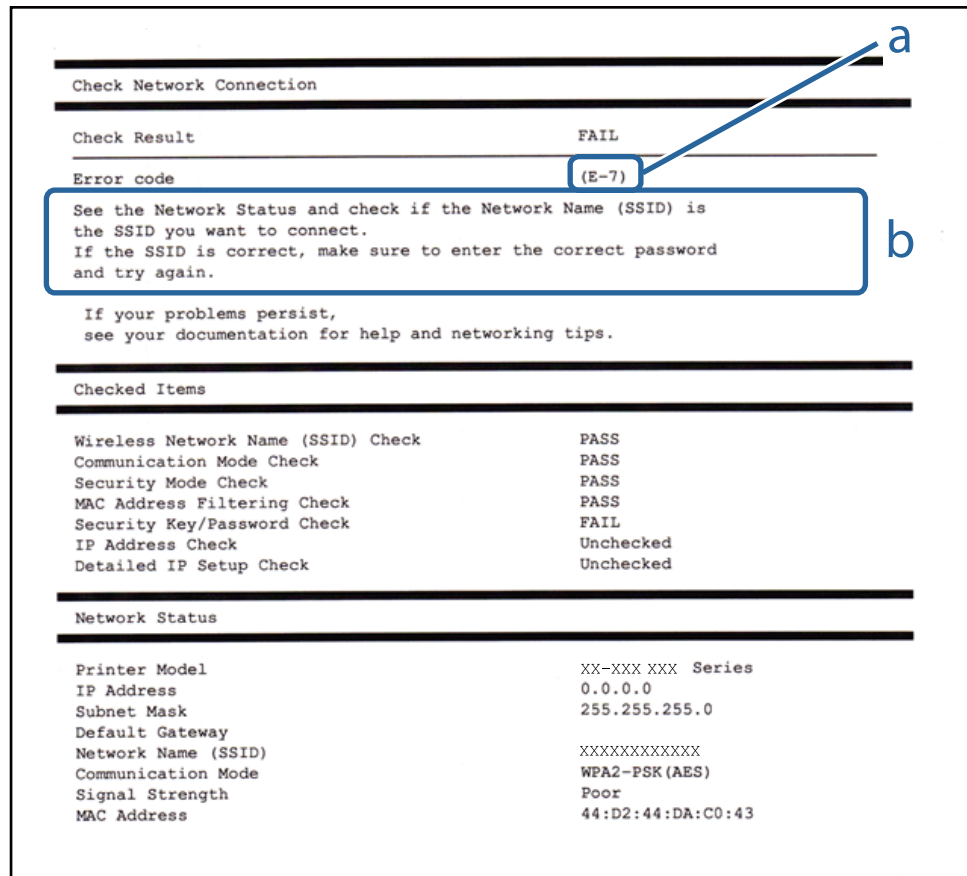 a
Check Network Connection
Check Result FAIL
Error code (E-7)
See the Network Status and check if the Network Name (SSID) is
the SSID you want to connect.
If the SSID is correct, make sure to enter the correct password
and try again.
b
If your problems persist,
see your documentation for help and networking tips.
Checked Items
Wireless Network Name (SSID) Check PASS
Communication Mode Check PASS
Security Mode Check PASS
MAC Address Filtering Check PASS
Security Key/Password Check FAIL
IP Address Check Unchecked
Detailed IP Setup Check Unchecked
Network Status
Printer Model XX-XXX XXX Series
IP Address 0.0.0.0
Subnet Mask 255.255.255.0
Default Gateway
Network Name (SSID) XXXXXXXXXXXX
Communication Mode WPA2-PSK(AES)
Signal Strength Poor
MAC Address 44:D2:44:DA:C0:43